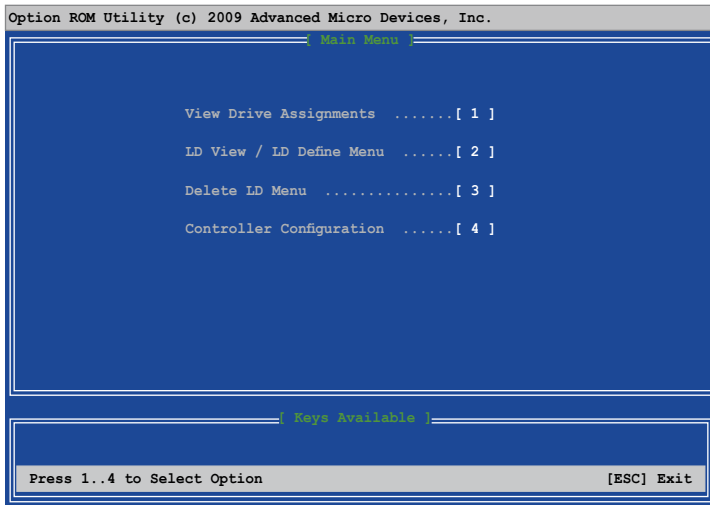 Option ROM Utility (c) 2009 Advanced Micro Devices, Inc.
[ Main Menu ]
View Drive Assignments .......[ 1 ]
LD View / LD Define Menu ......[ 2 ]
Delete LD Menu ...............[ 3 ]
Controller Configuration ......[ 4 ]
[ Keys Available ]
Press 1..4 to Select Option [ESC] Exit